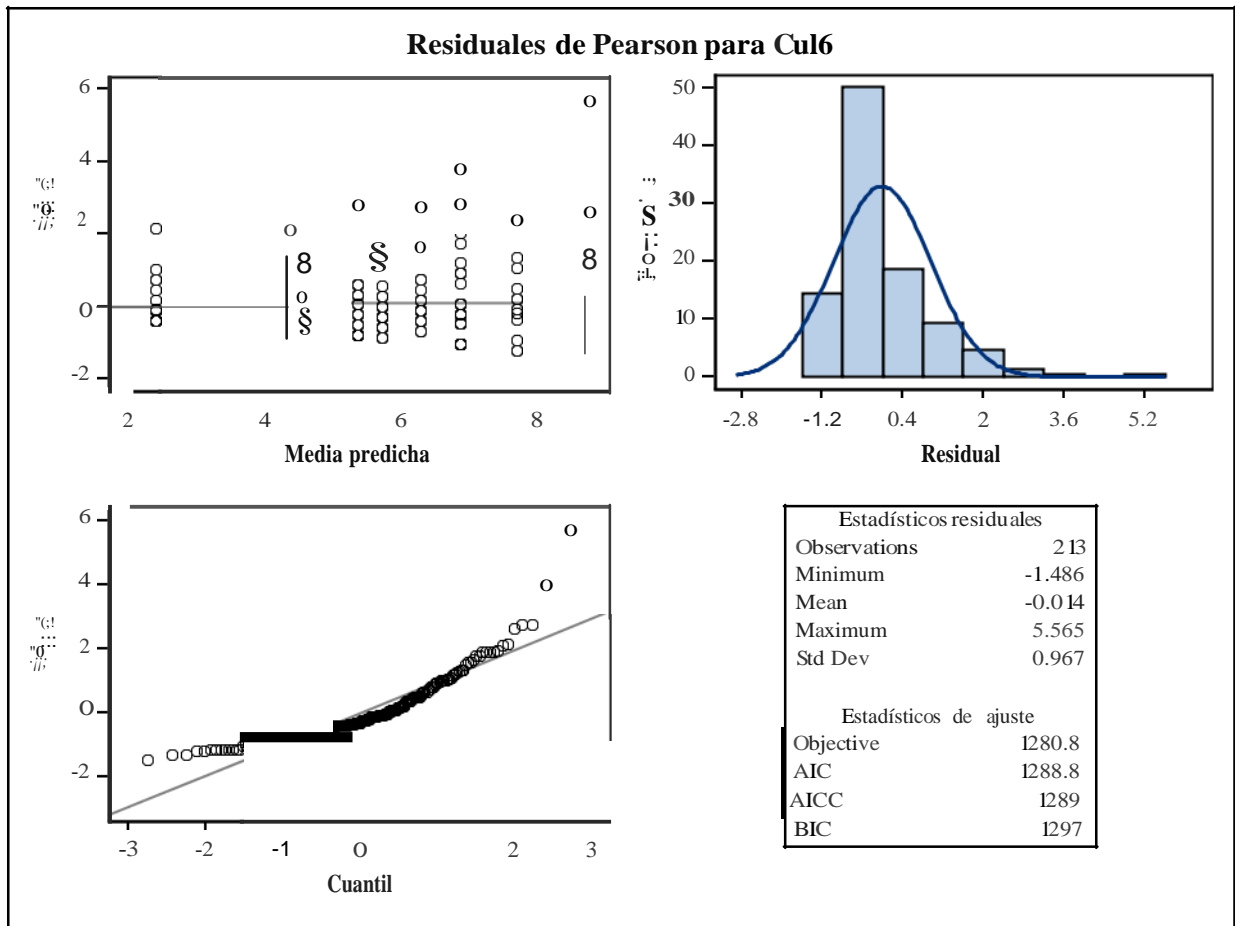 Residuales de Pearson para Cul6
6
4
2
0
-2
2
4
6
8
Media predicha
50
40
30
20
10
0
-2.8
-1.2
0.4
2
3.6
5.2
Residual
6
4
2
O
-2
-3
-2
-1
O
2
3
Cuantil
Estadísticos residuales
Observations 213
Minimum -1.486
Mean -0.014
Maximum 5.565
Std Dev 0.967
Estadísticos de ajuste
Objective 1280.8
AIC 1288.8
AICC 1289
BIC 1297